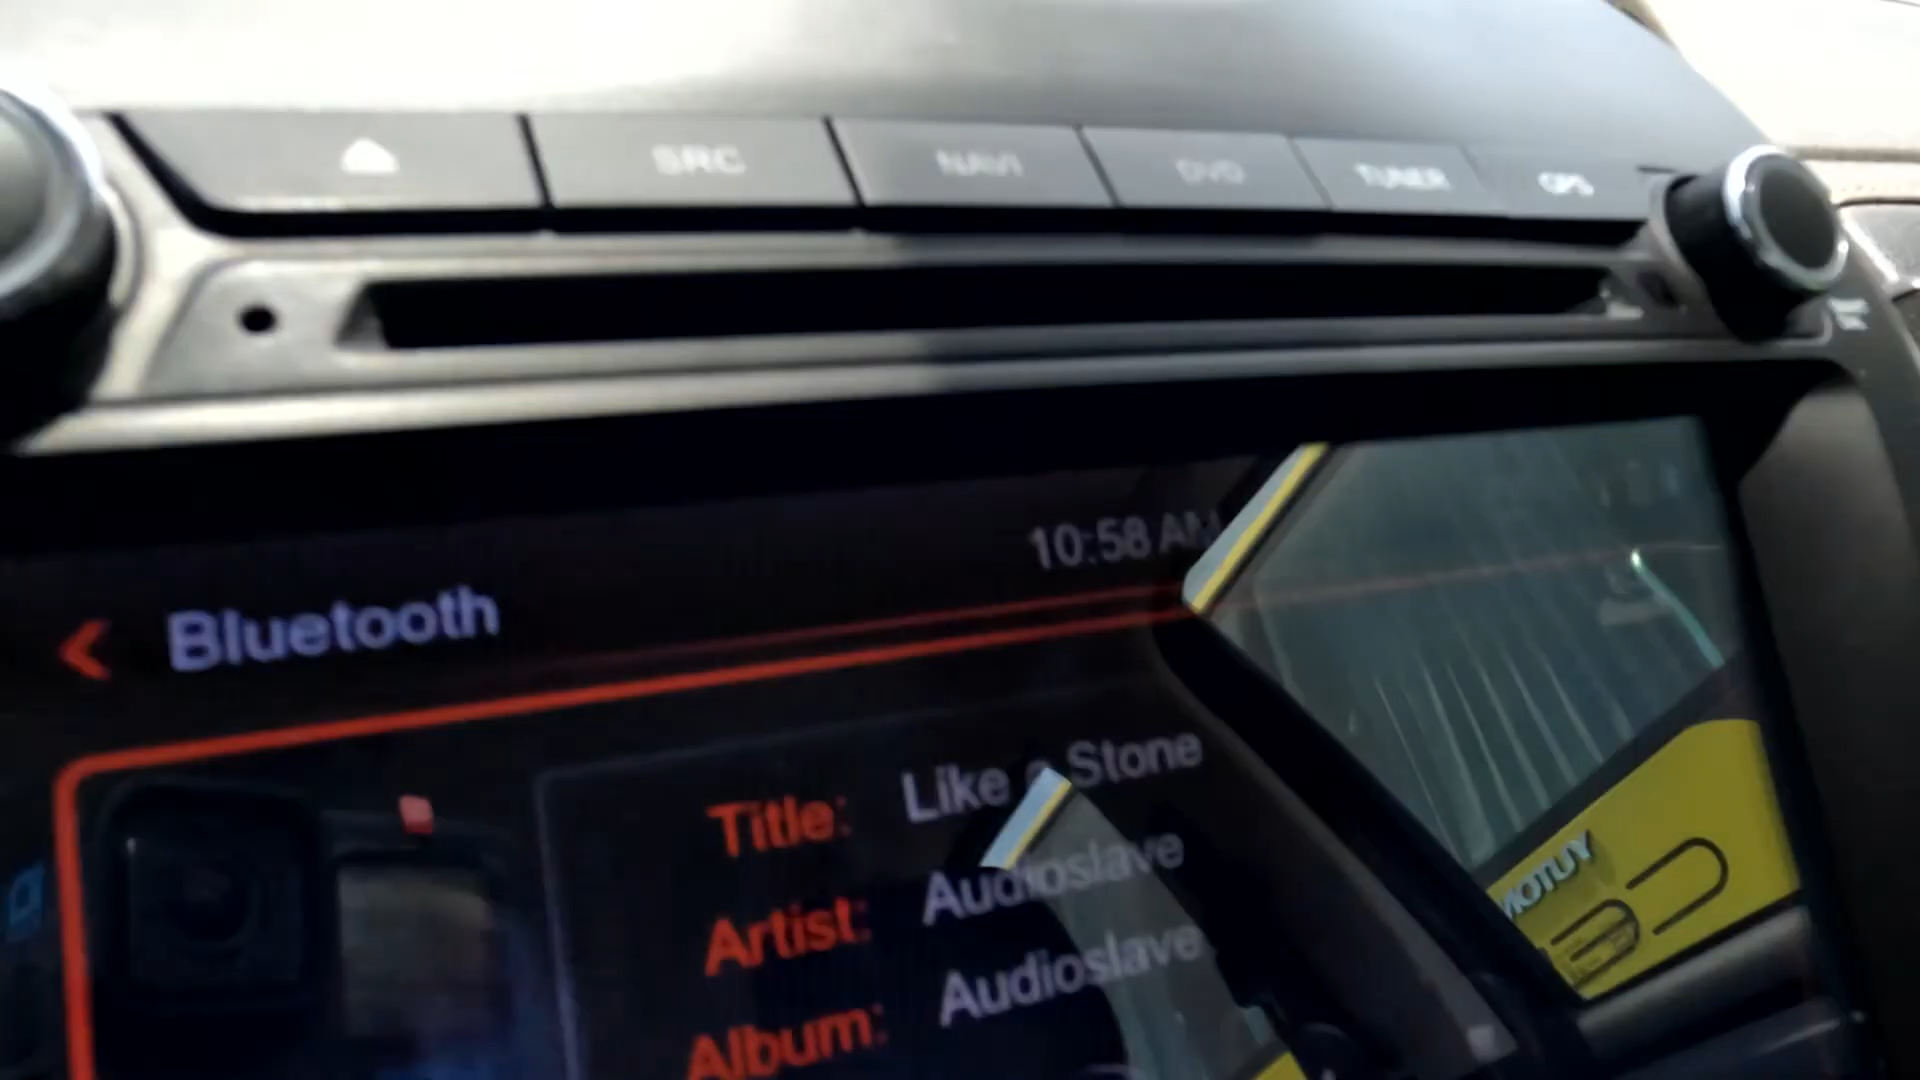 SRC NAVI DVD TUNER GPS
10:58 AM
Bluetooth
Title: Like a Stone
Artist: Audioslave
Album: Audioslave